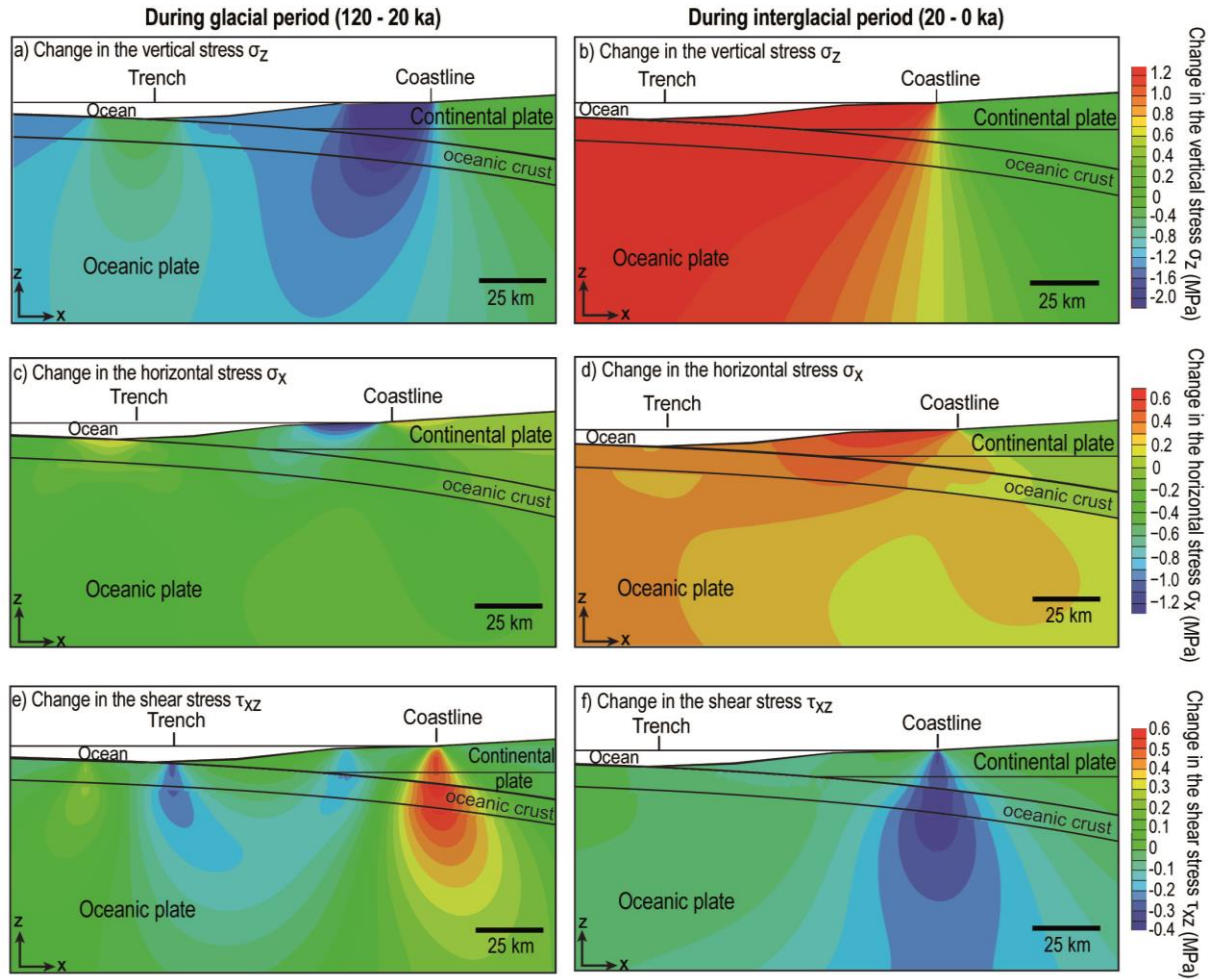 During glacial period (120 - 20 ka)
During interglacial period (20 - 0 ka)
a) Change in the vertical stress σz
Trench
Coastline
Ocean
Continental plate
oceanic crust
Oceanic plate
z
x
25 km
b) Change in the vertical stress σz
Trench
Coastline
Ocean
Continental plate
oceanic crust
Oceanic plate
z
x
25 km
Change in the vertical stress σz (MPa)
1.2
1.0
0.8
0.6
0.4
0.2
0
-0.4
-0.8
-1.2
-1.6
-2.0
c) Change in the horizontal stress σx
Trench
Coastline
Ocean
Continental plate
oceanic crust
Oceanic plate
z
x
25 km
d) Change in the horizontal stress σx
Trench
Coastline
Ocean
Continental plate
oceanic crust
Oceanic plate
z
x
25 km
Change in the horizontal stress σx (MPa)
0.6
0.4
0.2
0
−0.2
−0.4
−0.6
−0.8
−1.0
−1.2
e) Change in the shear stress τxz
Trench
Coastline
Ocean
Continental
plate
oceanic crust
Oceanic plate
z
x
25 km
f) Change in the shear stress τxz
Trench
Coastline
Ocean
Continental plate
oceanic crust
Oceanic plate
z
x
25 km
Change in the shear stress τxz (MPa)
0.6
0.5
0.4
0.3
0.2
0.1
0
-0.1
-0.2
-0.3
-0.4